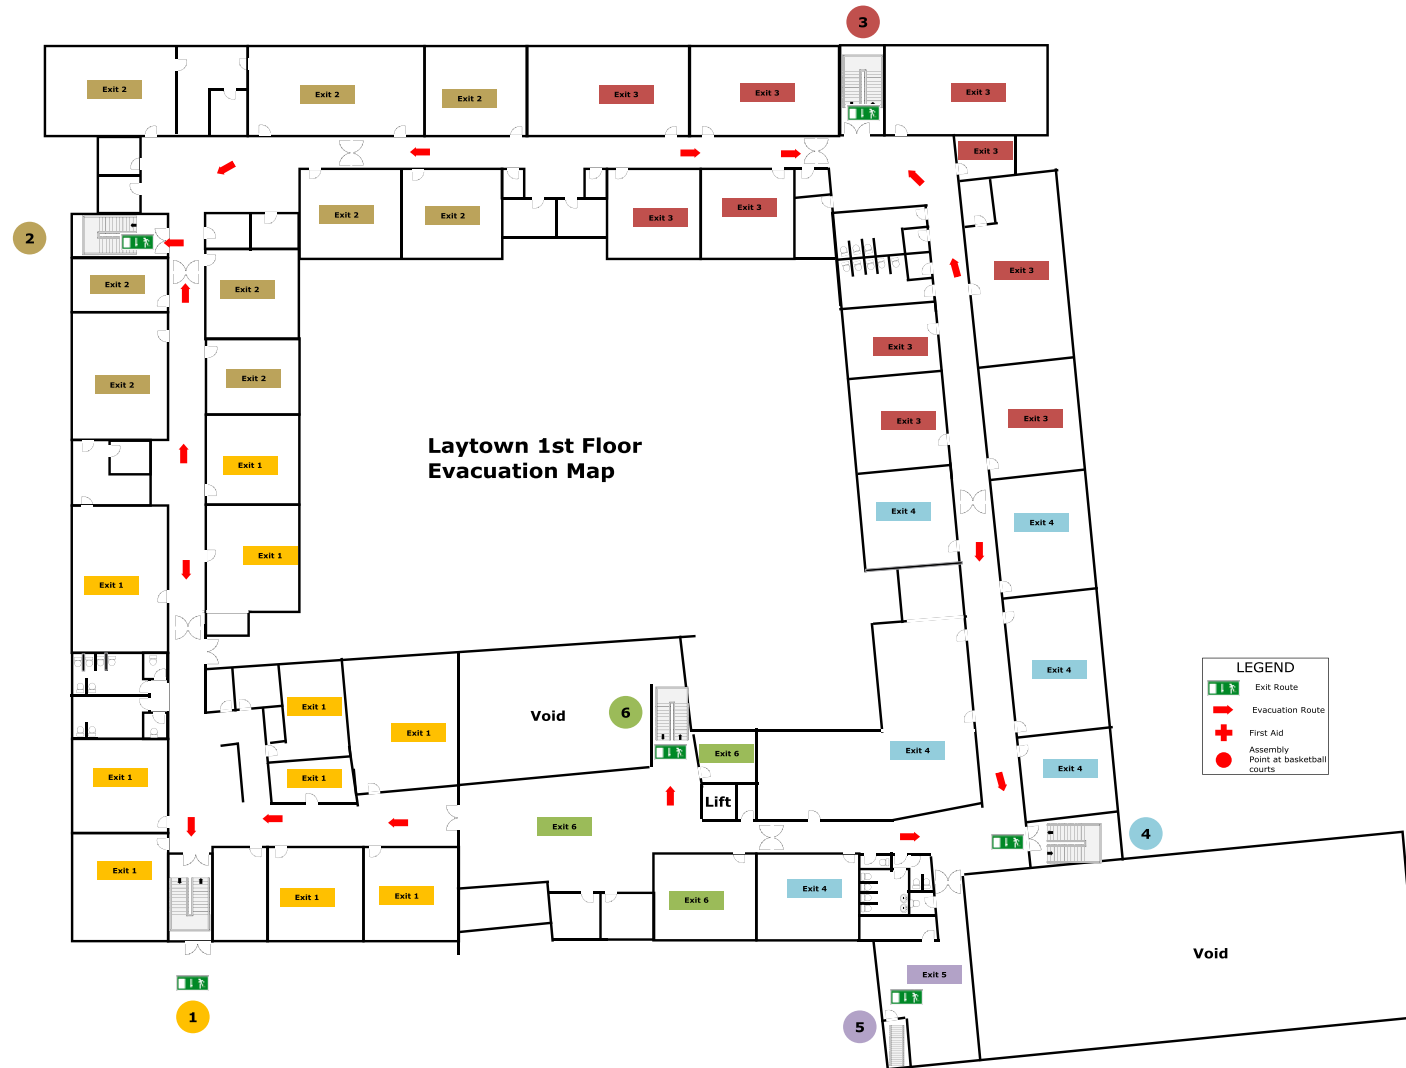 3
Exit 2
Exit 2
Exit 2
Exit 3
Exit 3
Exit 3
Exit 3
Exit 2
Exit 2
Exit 3
Exit 3
2
Exit 2
Exit 2
Exit 3
Exit 3
Exit 2
Exit 2
Exit 3
Exit 3
Laytown 1st Floor
Evacuation Map
Exit 1
Exit 4
Exit 4
Exit 1
Exit 1
Exit 4
LEGEND
Exit Route
Evacuation Route
First Aid
Assembly
Point at basketball
courts
Exit 1
6
Void
Exit 1
Exit 4
Exit 6
Exit 4
Exit 1
Exit 1
Lift
Exit 6
4
Exit 1
Exit 1
Exit 1
Exit 6
Exit 4
Void
Exit 5
1
5